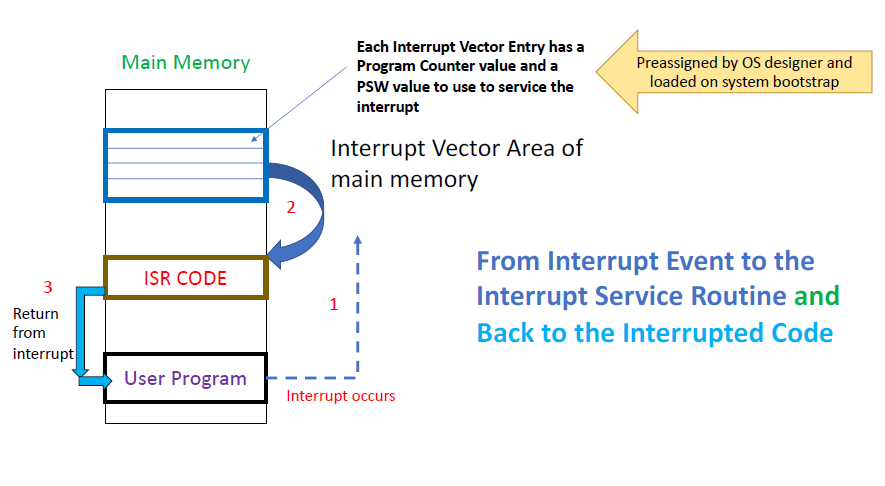 Main Memory
Each Interrupt Vector Entry has a
Program Counter value and a
PSW value to use to service the
interrupt
Preassigned by OS designer and
loaded on system bootstrap
Interrupt Vector Area of
main memory
2
ISR CODE
3
Return
from
interrupt
1
User Program
Interrupt occurs
From Interrupt Event to the
Interrupt Service Routine and
Back to the Interrupted Code